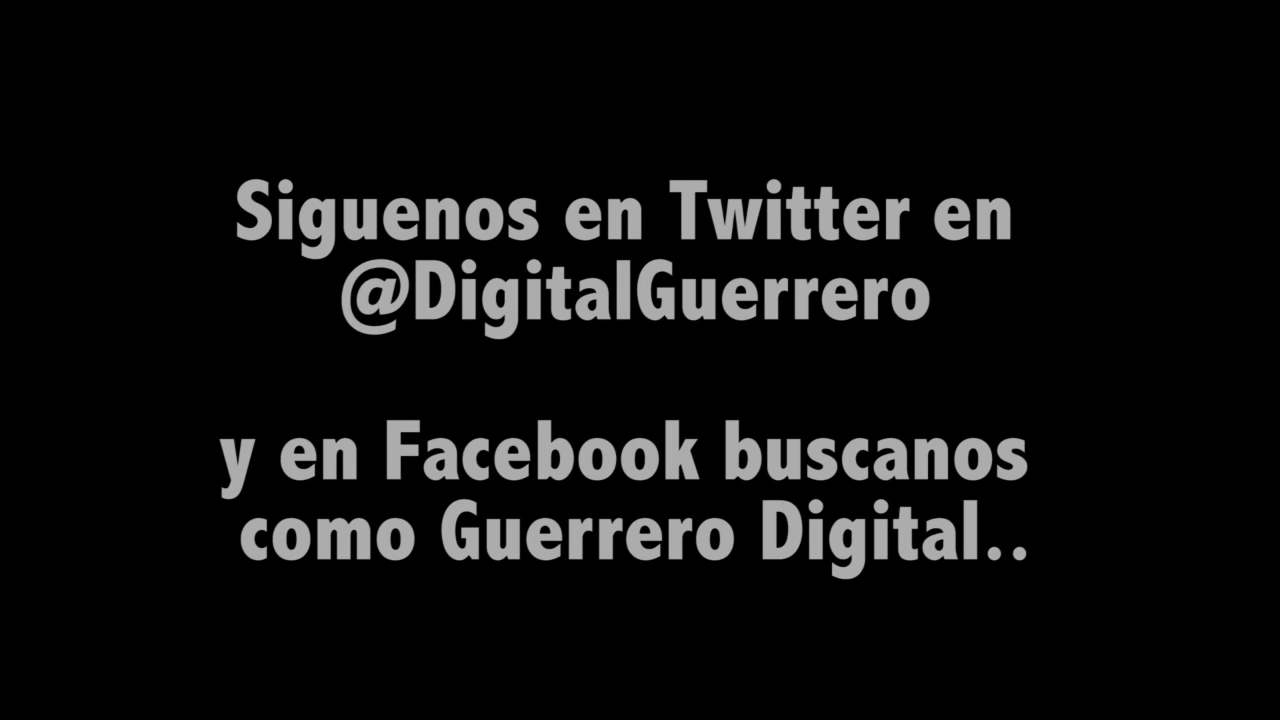 Siguenos en Twitter en
@DigitalGuerrero
y en Facebook buscanos
como Guerrero Digital..